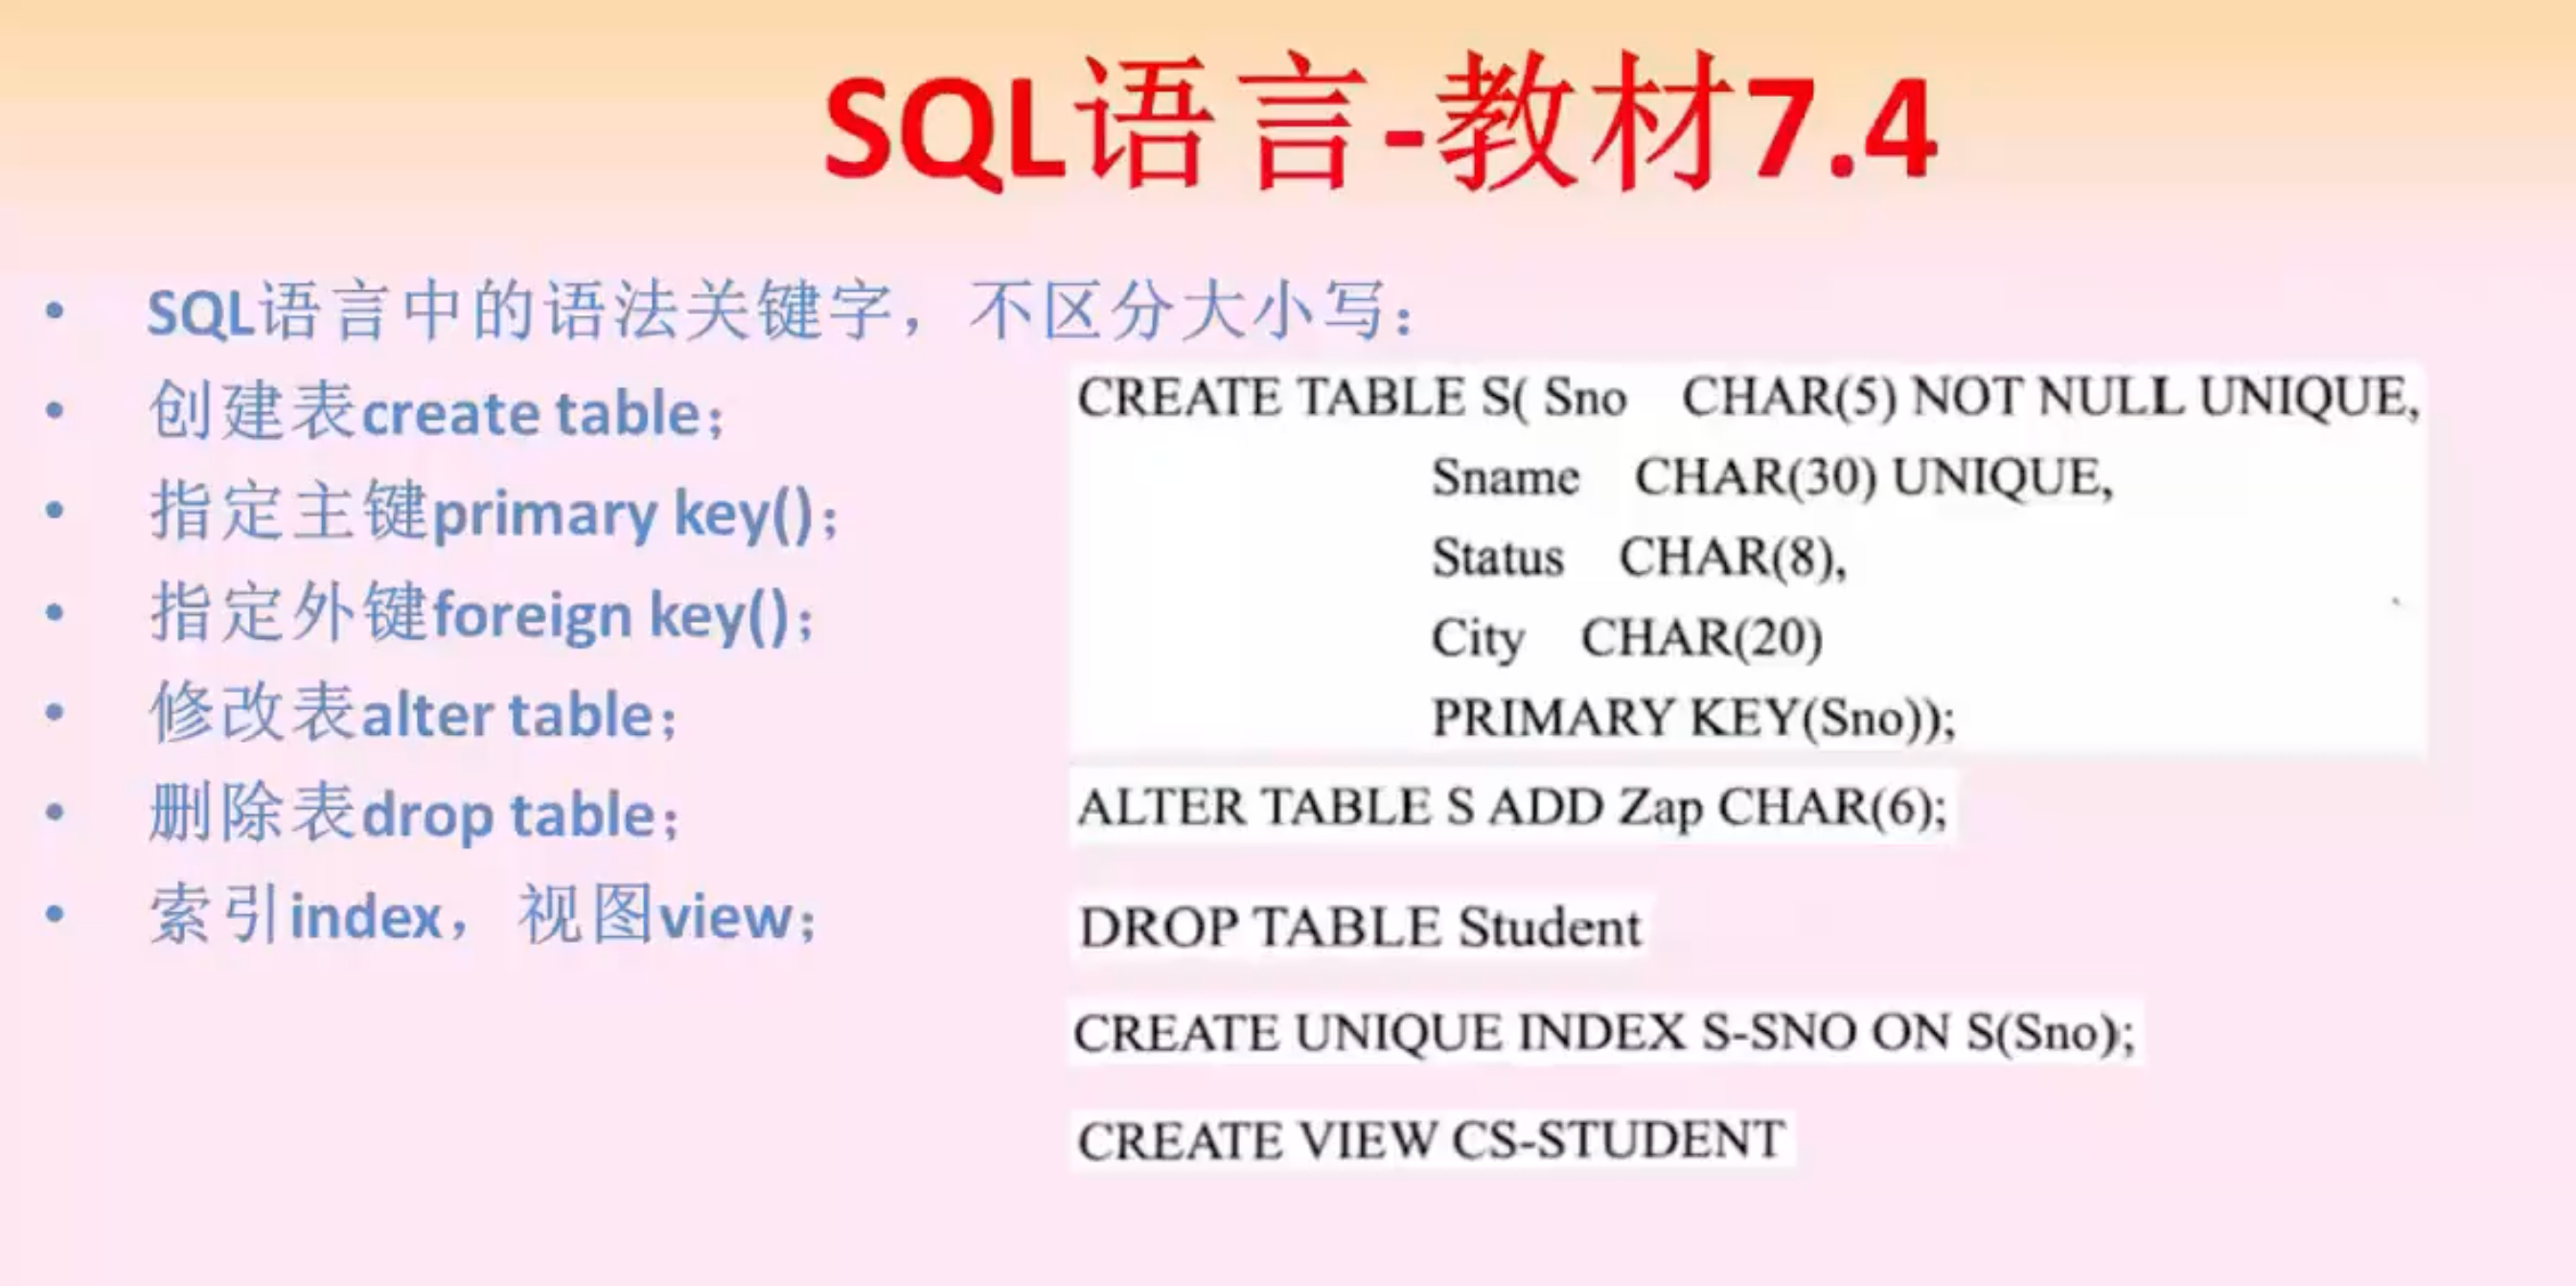 SQL语言-教材7.4
• SQL语言中的语法关键字，不区分大小写：
• 创建表create table；
• 指定主键primary key()；
• 指定外键foreign key()；
• 修改表alter table；
• 删除表drop table；
• 索引index，视图view；
CREATE TABLE S( Sno CHAR(5) NOT NULL UNIQUE,
Sname CHAR(30) UNIQUE,
Status CHAR(8),
City CHAR(20)
PRIMARY KEY(Sno));
ALTER TABLE S ADD Zap CHAR(6);
DROP TABLE Student
CREATE UNIQUE INDEX S-SNO ON S(Sno);
CREATE VIEW CS-STUDENT